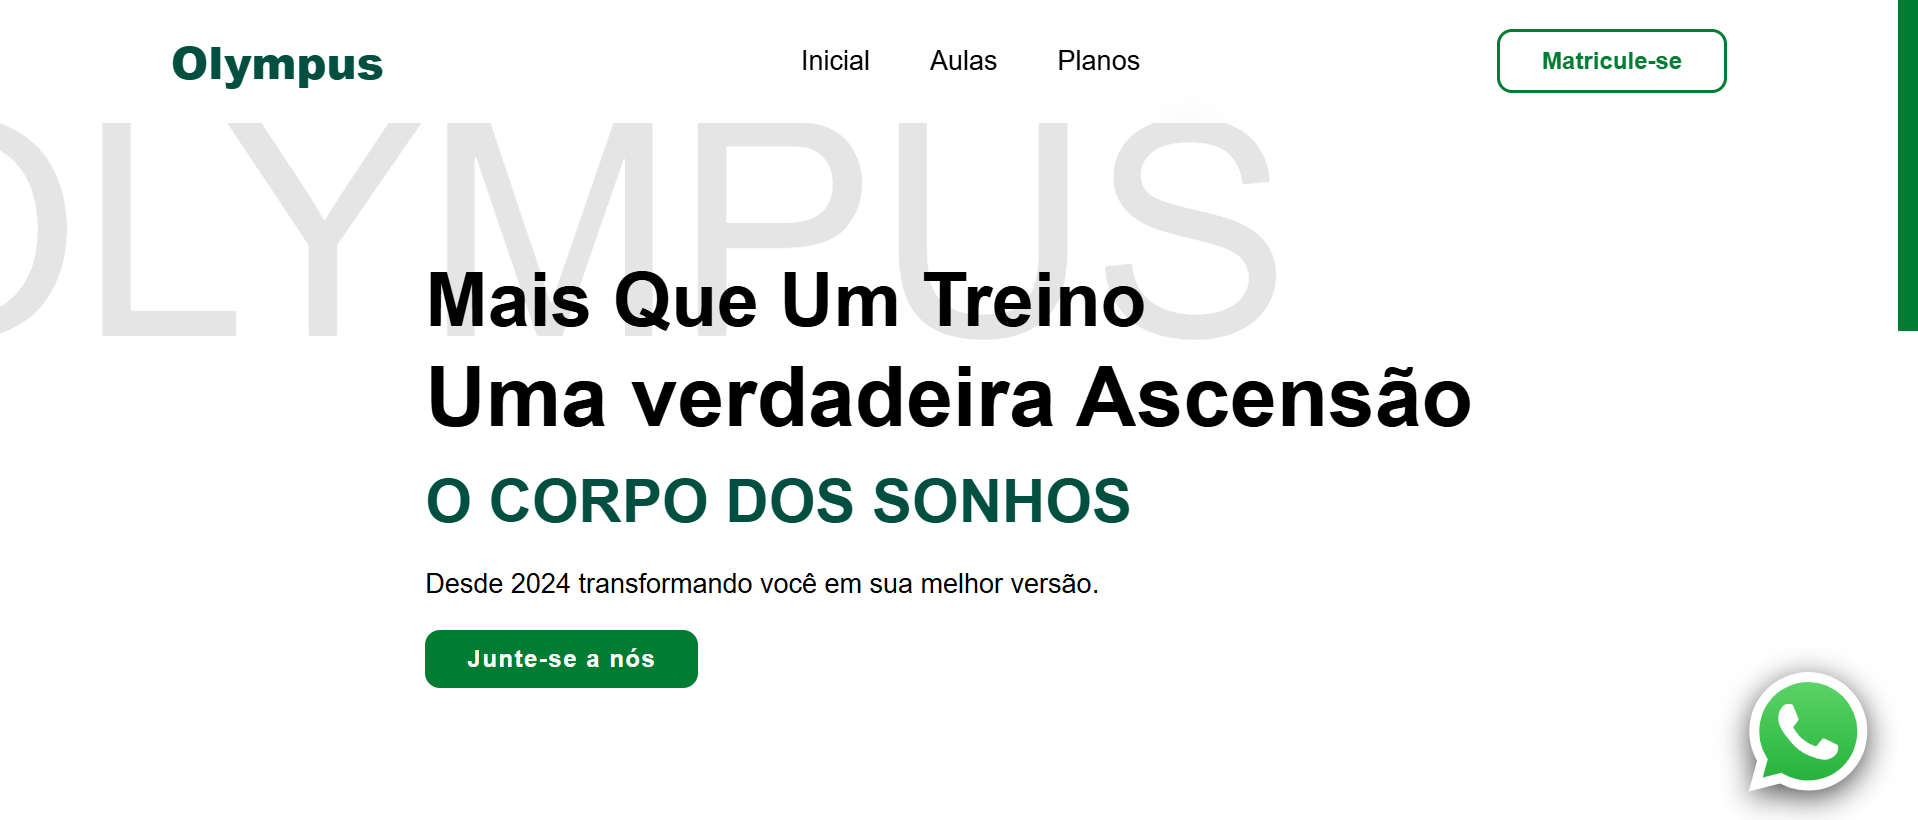 Olympus
Inicial
Aulas
Planos
Matricule-se
OLYMPUS
Mais Que Um Treino
Uma verdadeira Ascensão
O CORPO DOS SONHOS
Desde 2024 transformando você em sua melhor versão.
Junte-se a nós